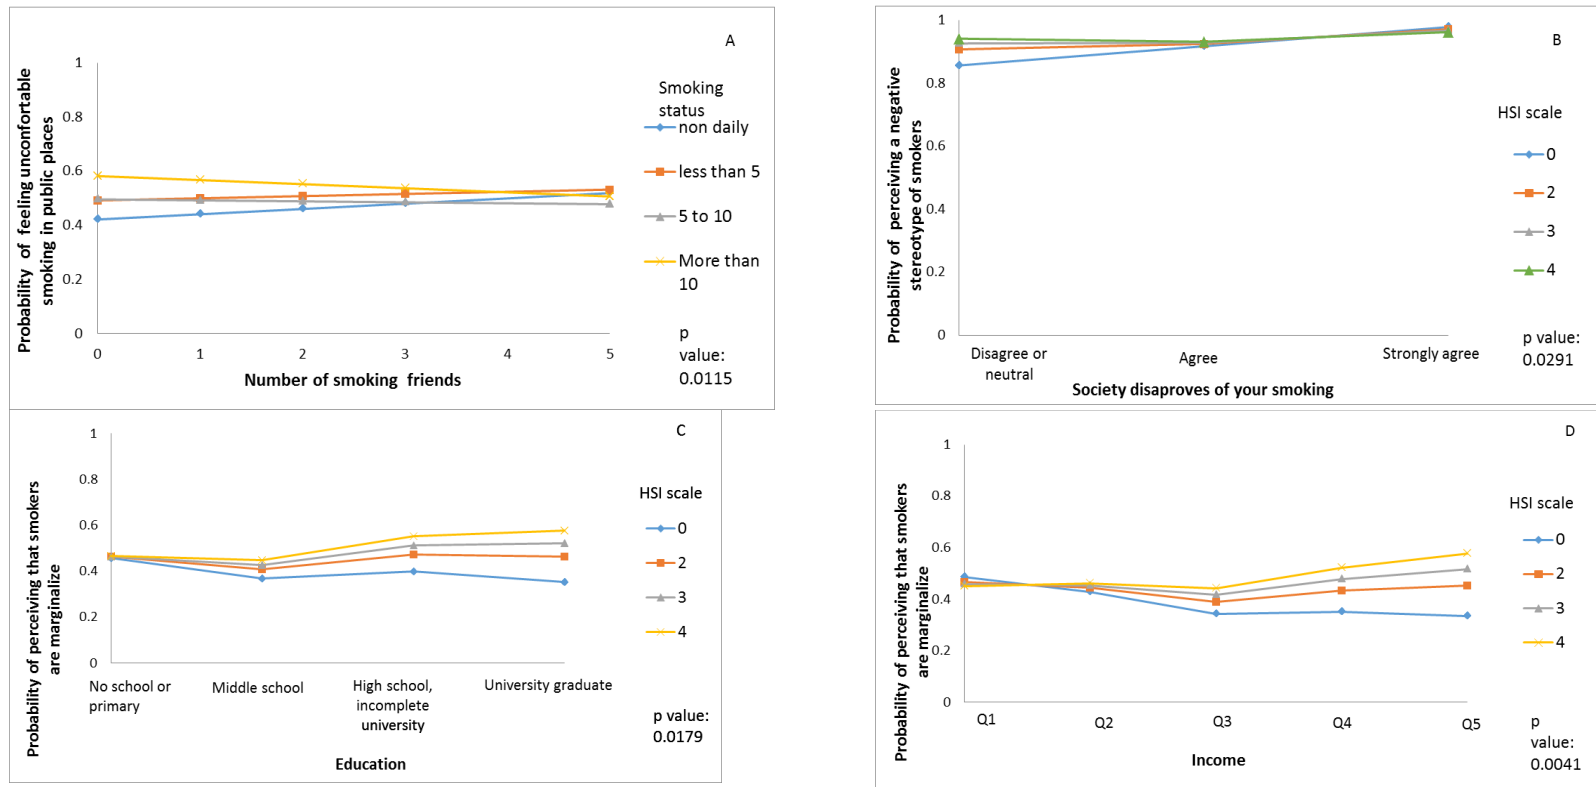 A
Probability of feeling unconfortable
smoking in public places
1
0.8
0.6
0.4
0.2
0
0 1 2 3 4 5
Number of smoking friends
Smoking
status
non daily
less than 5
5 to 10
More than
10
p
value:
0.0115
B
Probability of perceiving a negative
stereotype of smokers
1
0.8
0.6
0.4
0.2
0
Disagree or
neutral
Agree
Strongly agree
Society disaproves of your smoking
HSI scale
0
2
3
4
p value:
0.0291
C
Probability of perceiving that smokers
are marginalize
1
0.8
0.6
0.4
0.2
0
No school or
primary
Middle school
High school,
incomplete
university
University graduate
Education
HSI scale
0
2
3
4
p value:
0.0179
D
Probability of perceiving that smokers
are marginalize
1
0.8
0.6
0.4
0.2
0
Q1 Q2 Q3 Q4 Q5
Income
HSI scale
0
2
3
4
p
value:
0.0041